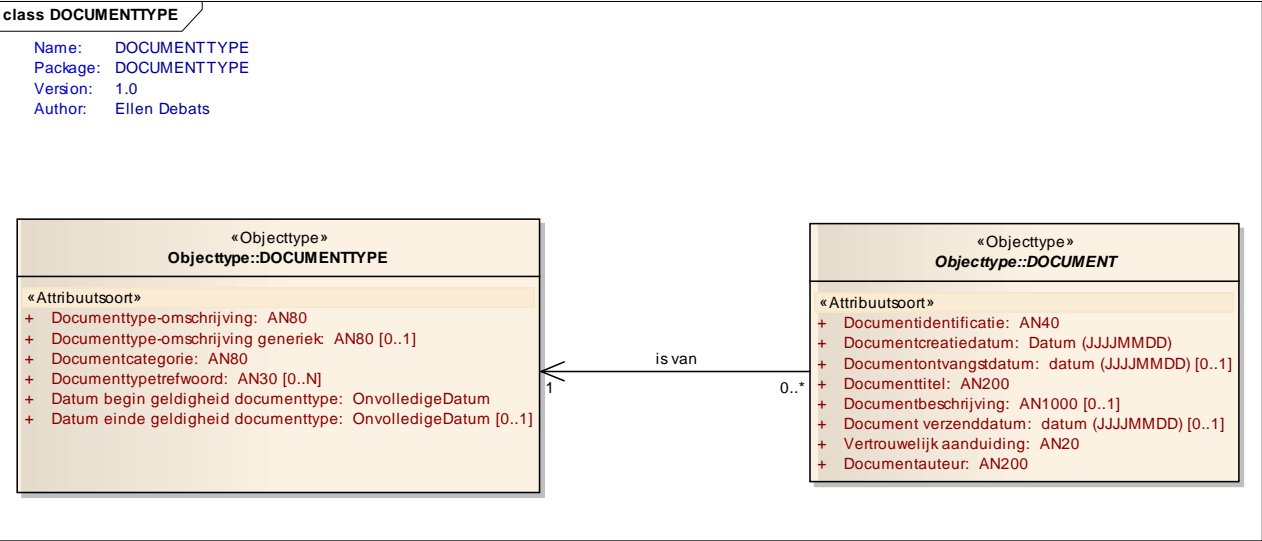 class DOCUMENTTYPE
Name: DOCUMENTTYPE
Package: DOCUMENTTYPE
Version: 1.0
Author: Ellen Debats
«Objecttype»
Objecttype::DOCUMENTTYPE
«Attribuutsoort»
+ Documenttype-omschrijving: AN80
+ Documenttype-omschrijving generiek: AN80 [0..1]
+ Documentcategorie: AN80
+ Documenttypetrefwoord: AN30 [0..N]
+ Datum begin geldigheid documenttype: OnvolledigeDatum
+ Datum einde geldigheid documenttype: OnvolledigeDatum [0..1]
is van
1
0..*
«Objecttype»
Objecttype::DOCUMENT
«Attribuutsoort»
+ Documentidentificatie: AN40
+ Documentcreatiedatum: Datum (JJJJMMDD)
+ Documentontvangstdatum: datum (JJJJMMDD) [0..1]
+ Documenttitel: AN200
+ Documentbeschrijving: AN1000 [0..1]
+ Document verzenddatum: datum (JJJJMMDD) [0..1]
+ Vertrouwelijk aanduiding: AN20
+ Documentauteur: AN200